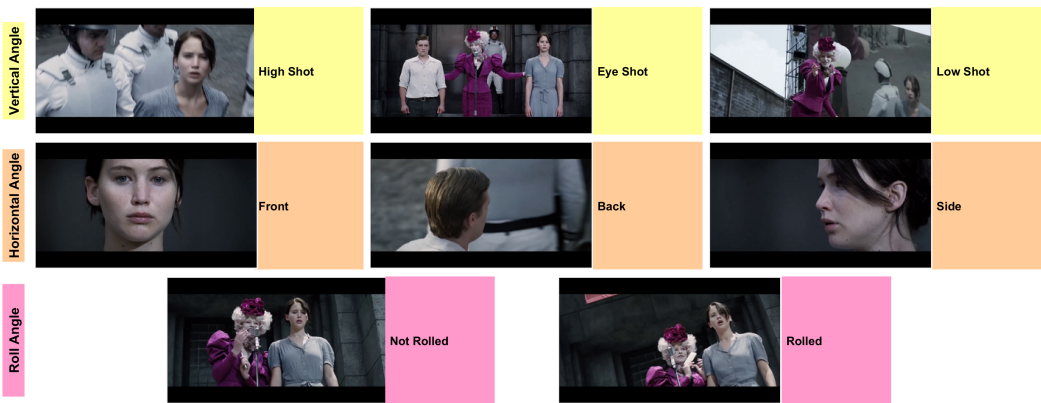 Vertical Angle
High Shot
Eye Shot
Low Shot
Horizontal Angle
Front
Back
Side
Roll Angle
Not Rolled
Rolled